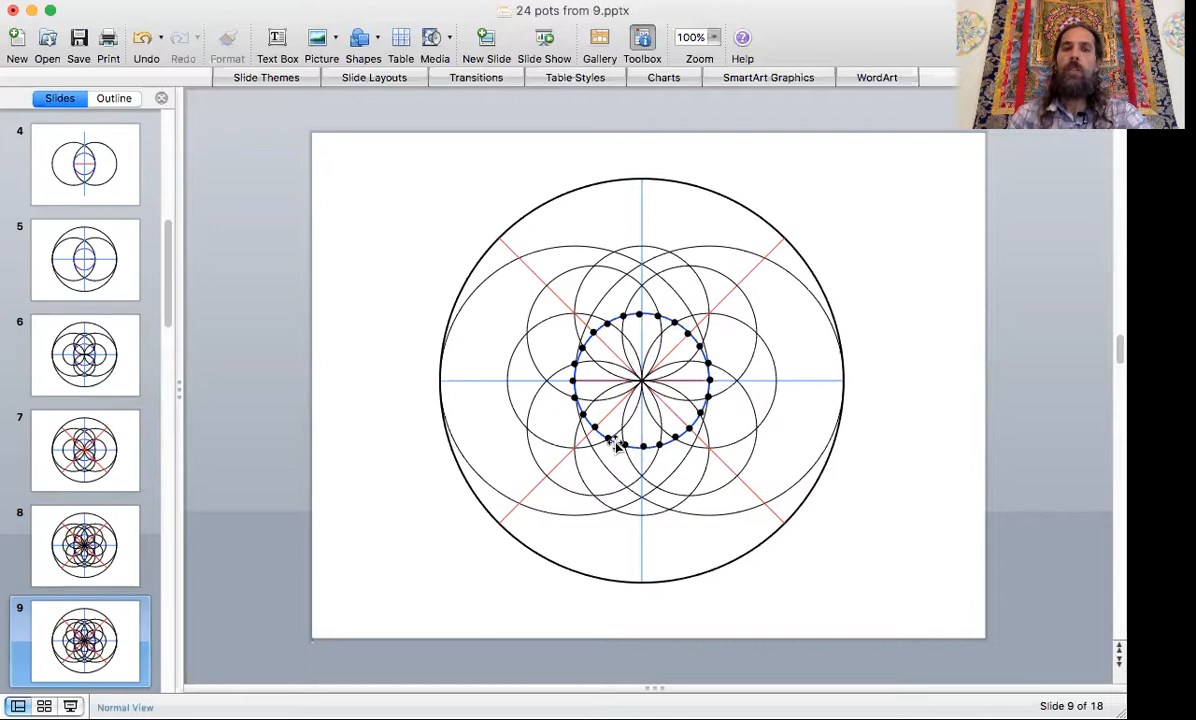 24 pots from 9.pptx
New Open Save Print Undo Redo Format Text Box Picture Shapes Table Media New Slide Slide Show Gallery Toolbox 100% Zoom Help
Slide Themes Slide Layouts Transitions Table Styles Charts SmartArt Graphics WordArt
Slides Outline
4
5
6
7
8
9
Normal View Slide 9 of 18